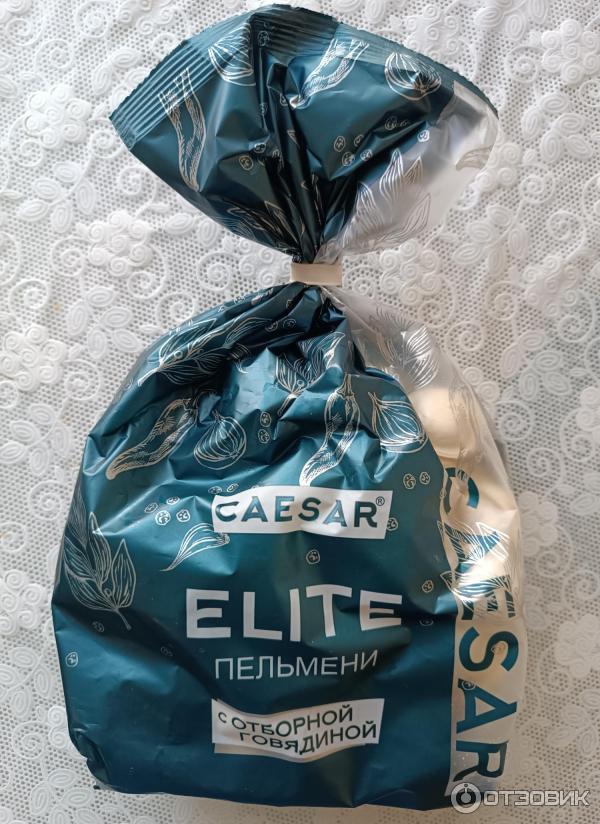 CAESAR®
ELITE
ПЕЛЬМЕНИ
С ОТБОРНОЙ
ГОВЯДИНОЙ
CAESAR
ОТЗОВИК